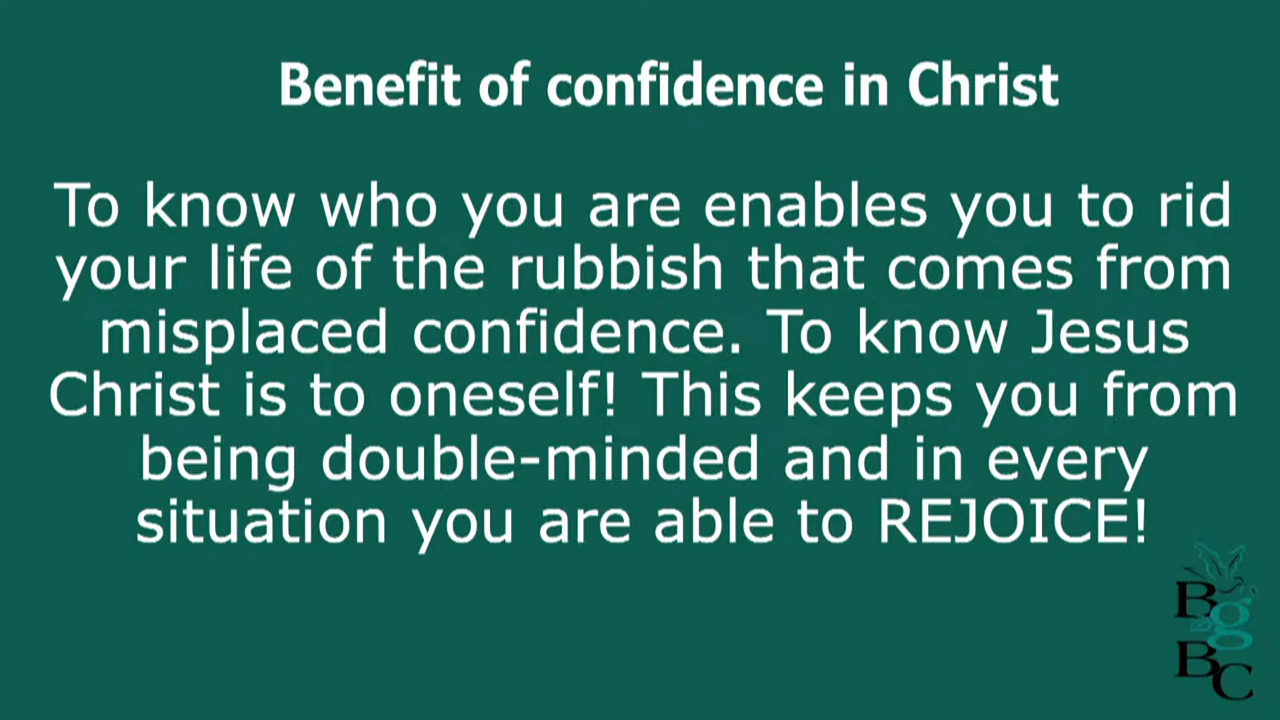 Benefit of confidence in Christ
To know who you are enables you to rid
your life of the rubbish that comes from
misplaced confidence. To know Jesus
Christ is to oneself! This keeps you from
being double-minded and in every
situation you are able to REJOICE!
Bg
BC